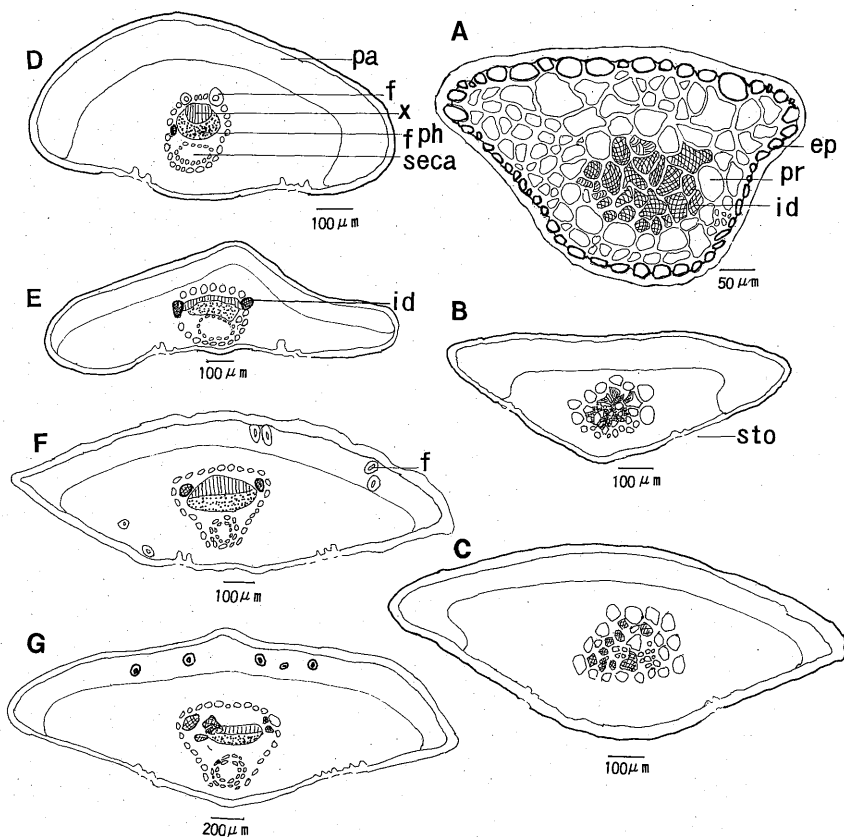 D
pa
f
x
f ph
seca
100 μm
A
ep
pr
id
50 μm
E
id
100 μm
B
sto
100 μm
F
f
100 μm
C
100 μm
G
200 μm